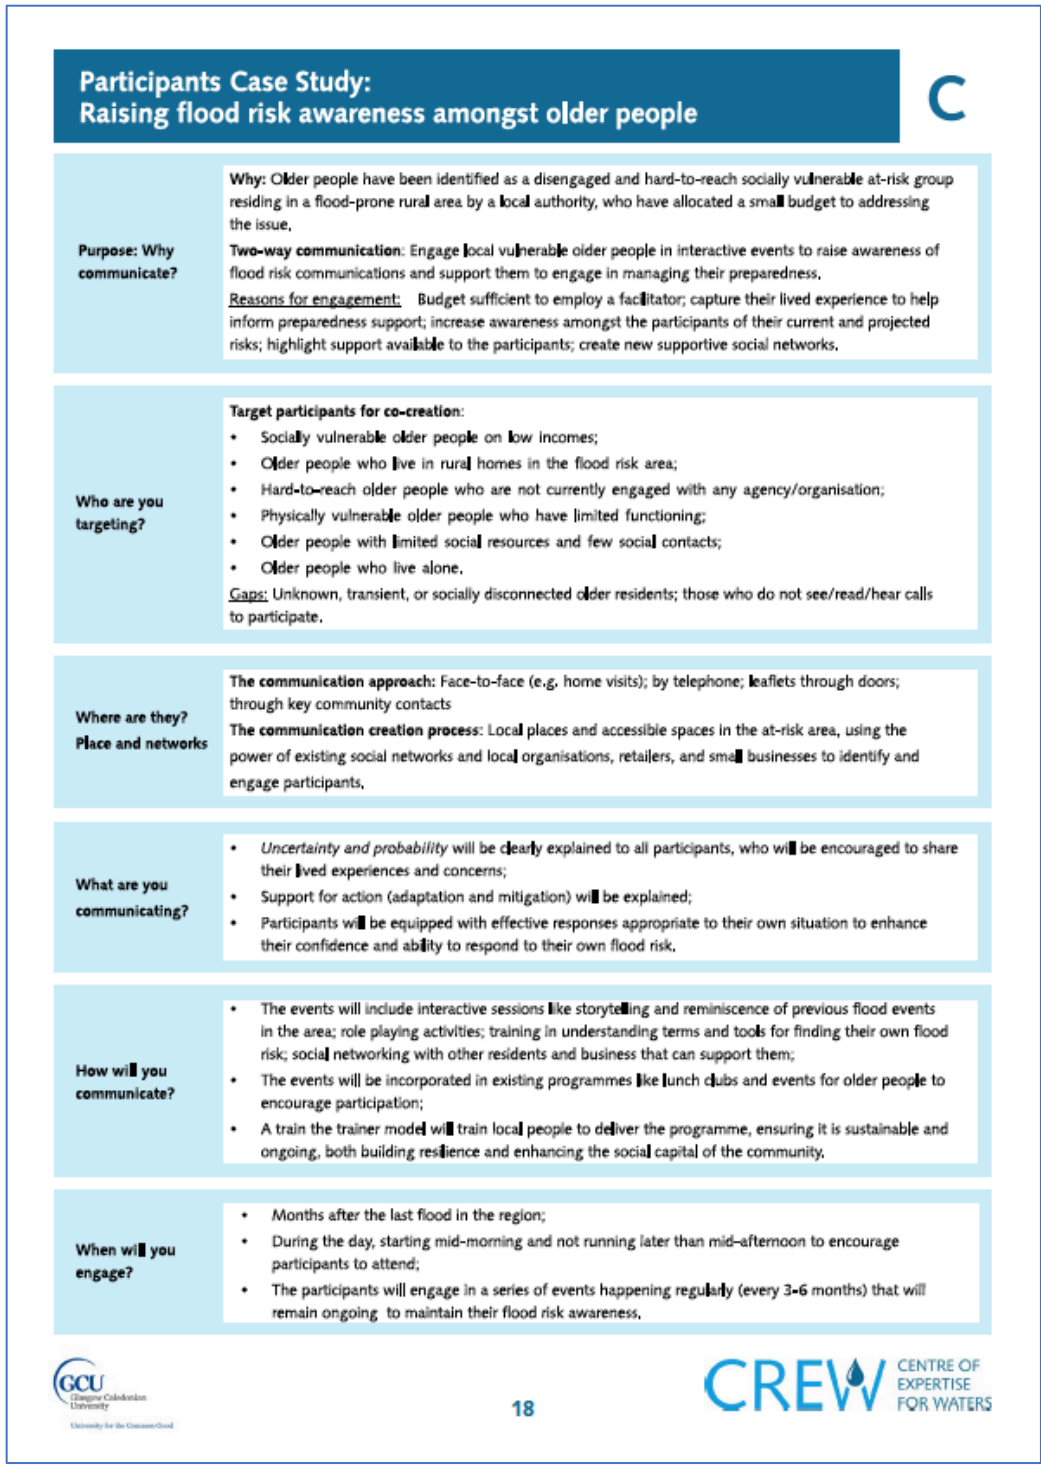 Participants Case Study:
Raising flood risk awareness amongst older people
C
Purpose: Why
communicate?
Why: Older people have been identified as a disengaged and hard-to-reach socially vulnerable at-risk group
residing in a flood-prone rural area by a local authority, who have allocated a small budget to addressing
the issue.
Two-way communication: Engage local vulnerable older people in interactive events to raise awareness of
flood risk communications and support them to engage in managing their preparedness.
Reasons for engagement: Budget sufficient to employ a facilitator; capture their lived experience to help
inform preparedness support; increase awareness amongst the participants of their current and projected
risks; highlight support available to the participants; create new supportive social networks.
Who are you
targeting?
Target participants for co-creation:
• Socially vulnerable older people on low incomes;
• Older people who live in rural homes in the flood risk area;
• Hard-to-reach older people who are not currently engaged with any agency/organisation;
• Physically vulnerable older people who have limited functioning;
• Older people with limited social resources and few social contacts;
• Older people who live alone.
Gaps: Unknown, transient, or socially disconnected older residents; those who do not see/read/hear calls
to participate.
Where are they?
Place and networks
The communication approach: Face-to-face (e.g. home visits); by telephone; leaflets through doors;
through key community contacts
The communication creation process: Local places and accessible spaces in the at-risk area, using the
power of existing social networks and local organisations, retailers, and small businesses to identify and
engage participants.
What are you
communicating?
• Uncertainty and probability will be clearly explained to all participants, who will be encouraged to share
their lived experiences and concerns;
• Support for action (adaptation and mitigation) will be explained;
• Participants will be equipped with effective responses appropriate to their own situation to enhance
their confidence and ability to respond to their own flood risk.
How will you
communicate?
• The events will include interactive sessions like storytelling and reminiscence of previous flood events
in the area; role playing activities; training in understanding terms and tools for finding their own flood
risk; social networking with other residents and business that can support them;
• The events will be incorporated in existing programmes like lunch clubs and events for older people to
encourage participation;
• A train the trainer model will train local people to deliver the programme, ensuring it is sustainable and
ongoing, both building resilience and enhancing the social capital of the community.
When will you
engage?
• Months after the last flood in the region;
• During the day, starting mid-morning and not running later than mid-afternoon to encourage
participants to attend;
• The participants will engage in a series of events happening regularly (every 3-6 months) that will
remain ongoing to maintain their flood risk awareness.
GCU
Glasgow Caledonian
University
University for the Common Good
18
CREW
CENTRE OF
EXPERTISE
FOR WATERS